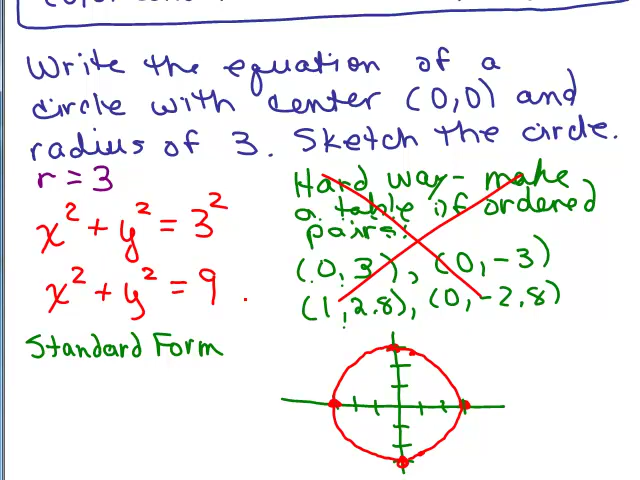 Write the equation of a
circle with center (0,0) and
radius of 3. Sketch the circle.
r = 3
x² + y² = 3²
x² + y² = 9.
Standard Form
Hard way - make
a table of ordered
pairs:
(0, 3), (0, -3)
(1, 2.8), (0, -2.8)